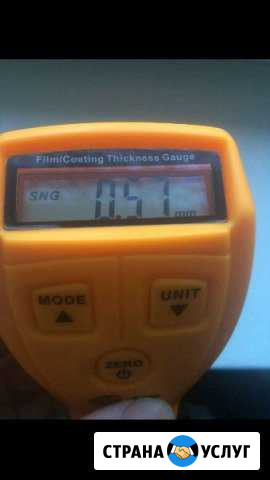 Film/Coating Thickness Gauge
SNG 0.51 mm
MODE UNIT
ZERO
СТРАНА УСЛУГ